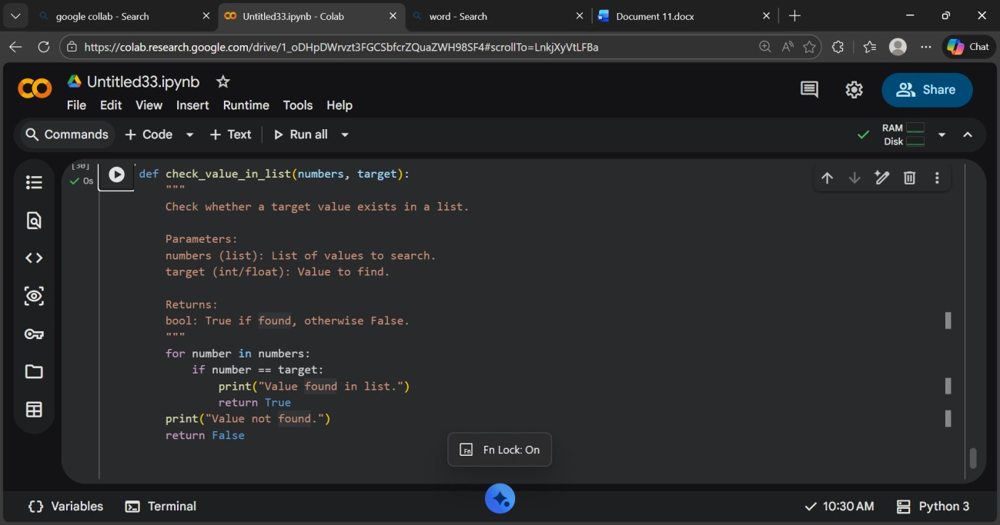 google collab - Search
Untitled33.ipynb - Colab
word - Search
Document 11.docx
https://colab.research.google.com/drive/1_oDHpDWrvzt3FGCSbfcrZQuaZWH98SF4#scrollTo=LnkjXyVtLFBa
Chat
CO
Untitled33.ipynb
File Edit View Insert Runtime Tools Help
Share
Commands + Code + Text Run all
RAM
Disk
[30]
0s
def check_value_in_list(numbers, target):
"""
Check whether a target value exists in a list.
Parameters:
numbers (list): List of values to search.
target (int/float): Value to find.
Returns:
bool: True if found, otherwise False.
"""
for number in numbers:
if number == target:
print("Value found in list.")
return True
print("Value not found.")
return False
Fn
Fn Lock: On
{} Variables
Terminal
10:30 AM
Python 3